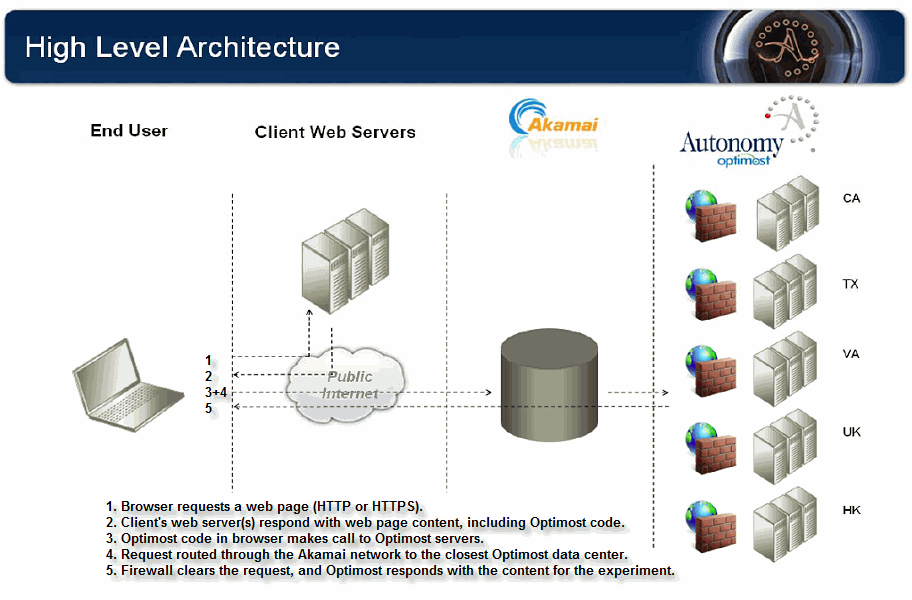 High Level Architecture
End User
Client Web Servers
Akamai
Autonomy
optimost
CA
TX
VA
UK
HK
1
2
3+4
5
Public
Internet
1. Browser requests a web page (HTTP or HTTPS).
2. Client's web server(s) respond with web page content, including Optimost code.
3. Optimost code in browser makes call to Optimost servers.
4. Request routed through the Akamai network to the closest Optimost data center.
5. Firewall clears the request, and Optimost responds with the content for the experiment.